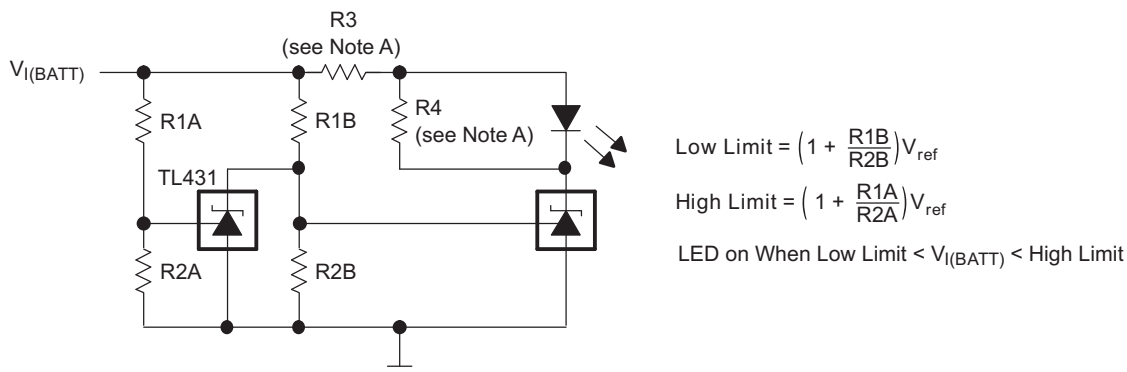 R3
(see Note A)
V_I(BATT)
R1A
R1B
R4
(see Note A)
TL431
R2A
R2B
Low Limit = ( 1 + R1B/R2B ) V_ref
High Limit = ( 1 + R1A/R2A ) V_ref
LED on When Low Limit < V_I(BATT) < High Limit